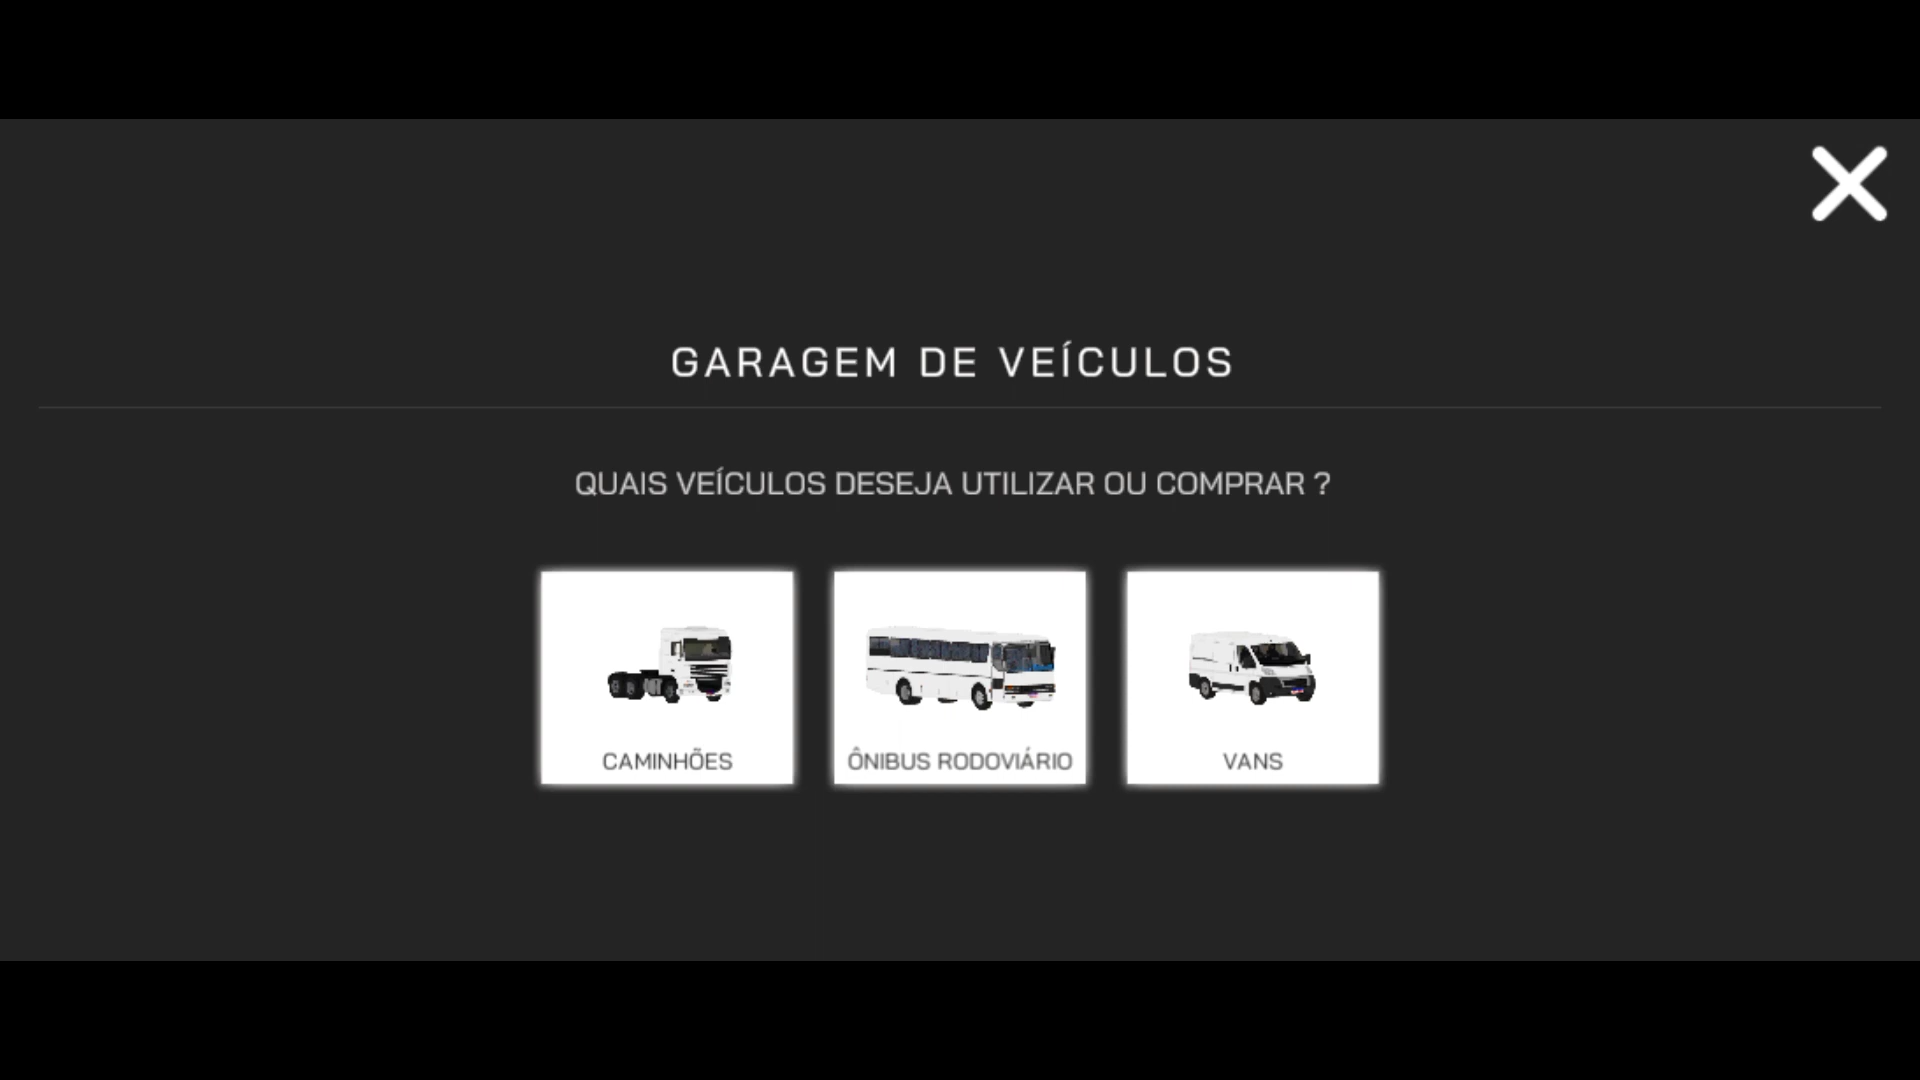 GARAGEM DE VEÍCULOS
QUAIS VEÍCULOS DESEJA UTILIZAR OU COMPRAR ?
CAMINHÕES
ÔNIBUS RODOVIÁRIO
VANS